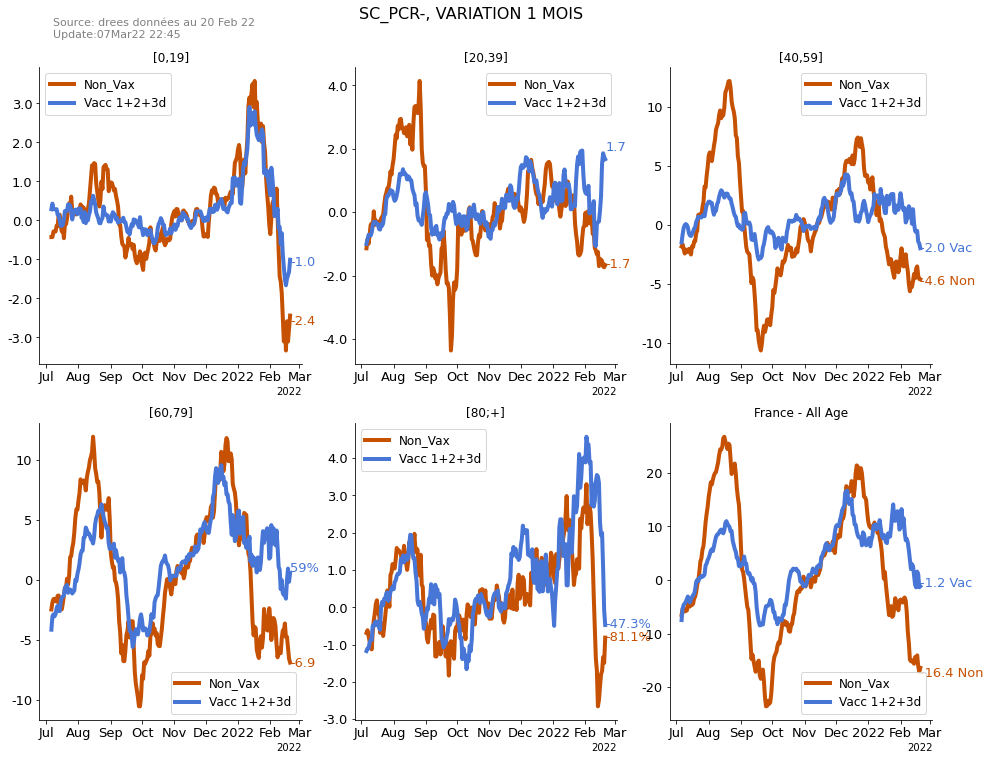 SC_PCR-, VARIATION 1 MOIS
Source: drees données au 20 Feb 22
Update:07Mar22 22:45
[0,19]
Non_Vax
Vacc 1+2+3d
3.0
2.0
1.0
0.0
-1.0
-2.0
-3.0
-1.0
-2.4
Jul Aug Sep Oct Nov Dec 2022 Feb Mar
2022
[20,39]
Non_Vax
Vacc 1+2+3d
4.0
2.0
0.0
-2.0
-4.0
1.7
-1.7
Jul Aug Sep Oct Nov Dec 2022 Feb Mar
2022
[40,59]
Non_Vax
Vacc 1+2+3d
10
5
0
-5
-10
-2.0 Vac
-4.6 Non
Jul Aug Sep Oct Nov Dec 2022 Feb Mar
2022
[60,79]
10
5
0
-5
-10
59%
-6.9
Non_Vax
Vacc 1+2+3d
Jul Aug Sep Oct Nov Dec 2022 Feb Mar
2022
[80;+]
Non_Vax
Vacc 1+2+3d
4.0
3.0
2.0
1.0
0.0
-1.0
-2.0
-3.0
-47.3%
-81.1%
Jul Aug Sep Oct Nov Dec 2022 Feb Mar
2022
France - All Age
20
10
0
-10
-20
-1.2 Vac
-16.4 Non
Non_Vax
Vacc 1+2+3d
Jul Aug Sep Oct Nov Dec 2022 Feb Mar
2022